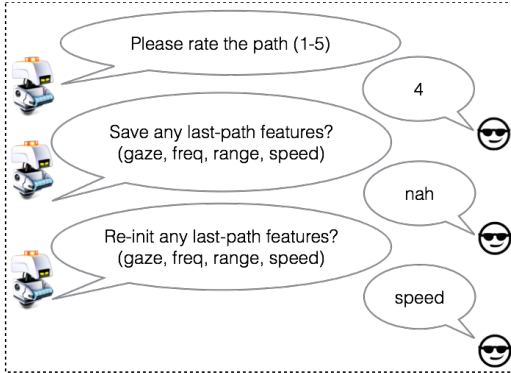 Please rate the path (1-5)
4
Save any last-path features?
(gaze, freq, range, speed)
nah
Re-init any last-path features?
(gaze, freq, range, speed)
speed